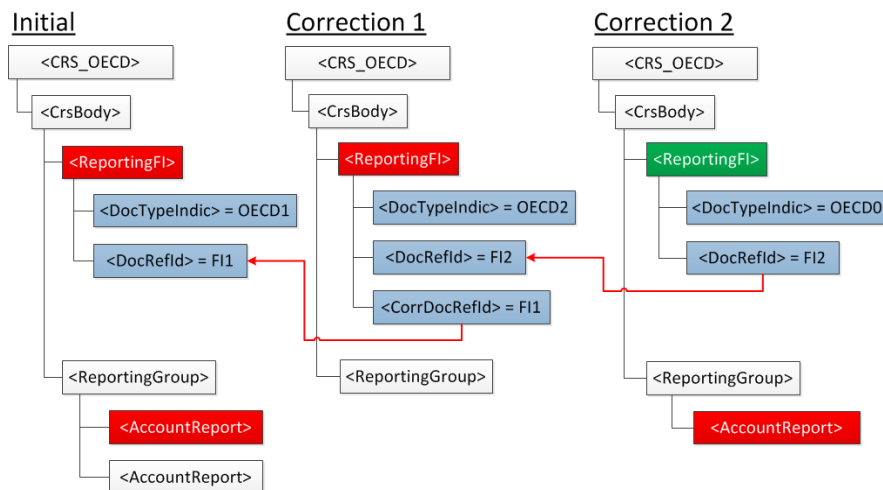 Initial
<CRS_OECD>
<CrsBody>
<ReportingFI>
<DocTypeIndic> = OECD1
<DocRefId> = FI1
<ReportingGroup>
<AccountReport>
<AccountReport>
Correction 1
<CRS_OECD>
<CrsBody>
<ReportingFI>
<DocTypeIndic> = OECD2
<DocRefId> = FI2
<CorrDocRefId> = FI1
<ReportingGroup>
Correction 2
<CRS_OECD>
<CrsBody>
<ReportingFI>
<DocTypeIndic> = OECD0
<DocRefId> = FI2
<ReportingGroup>
<AccountReport>